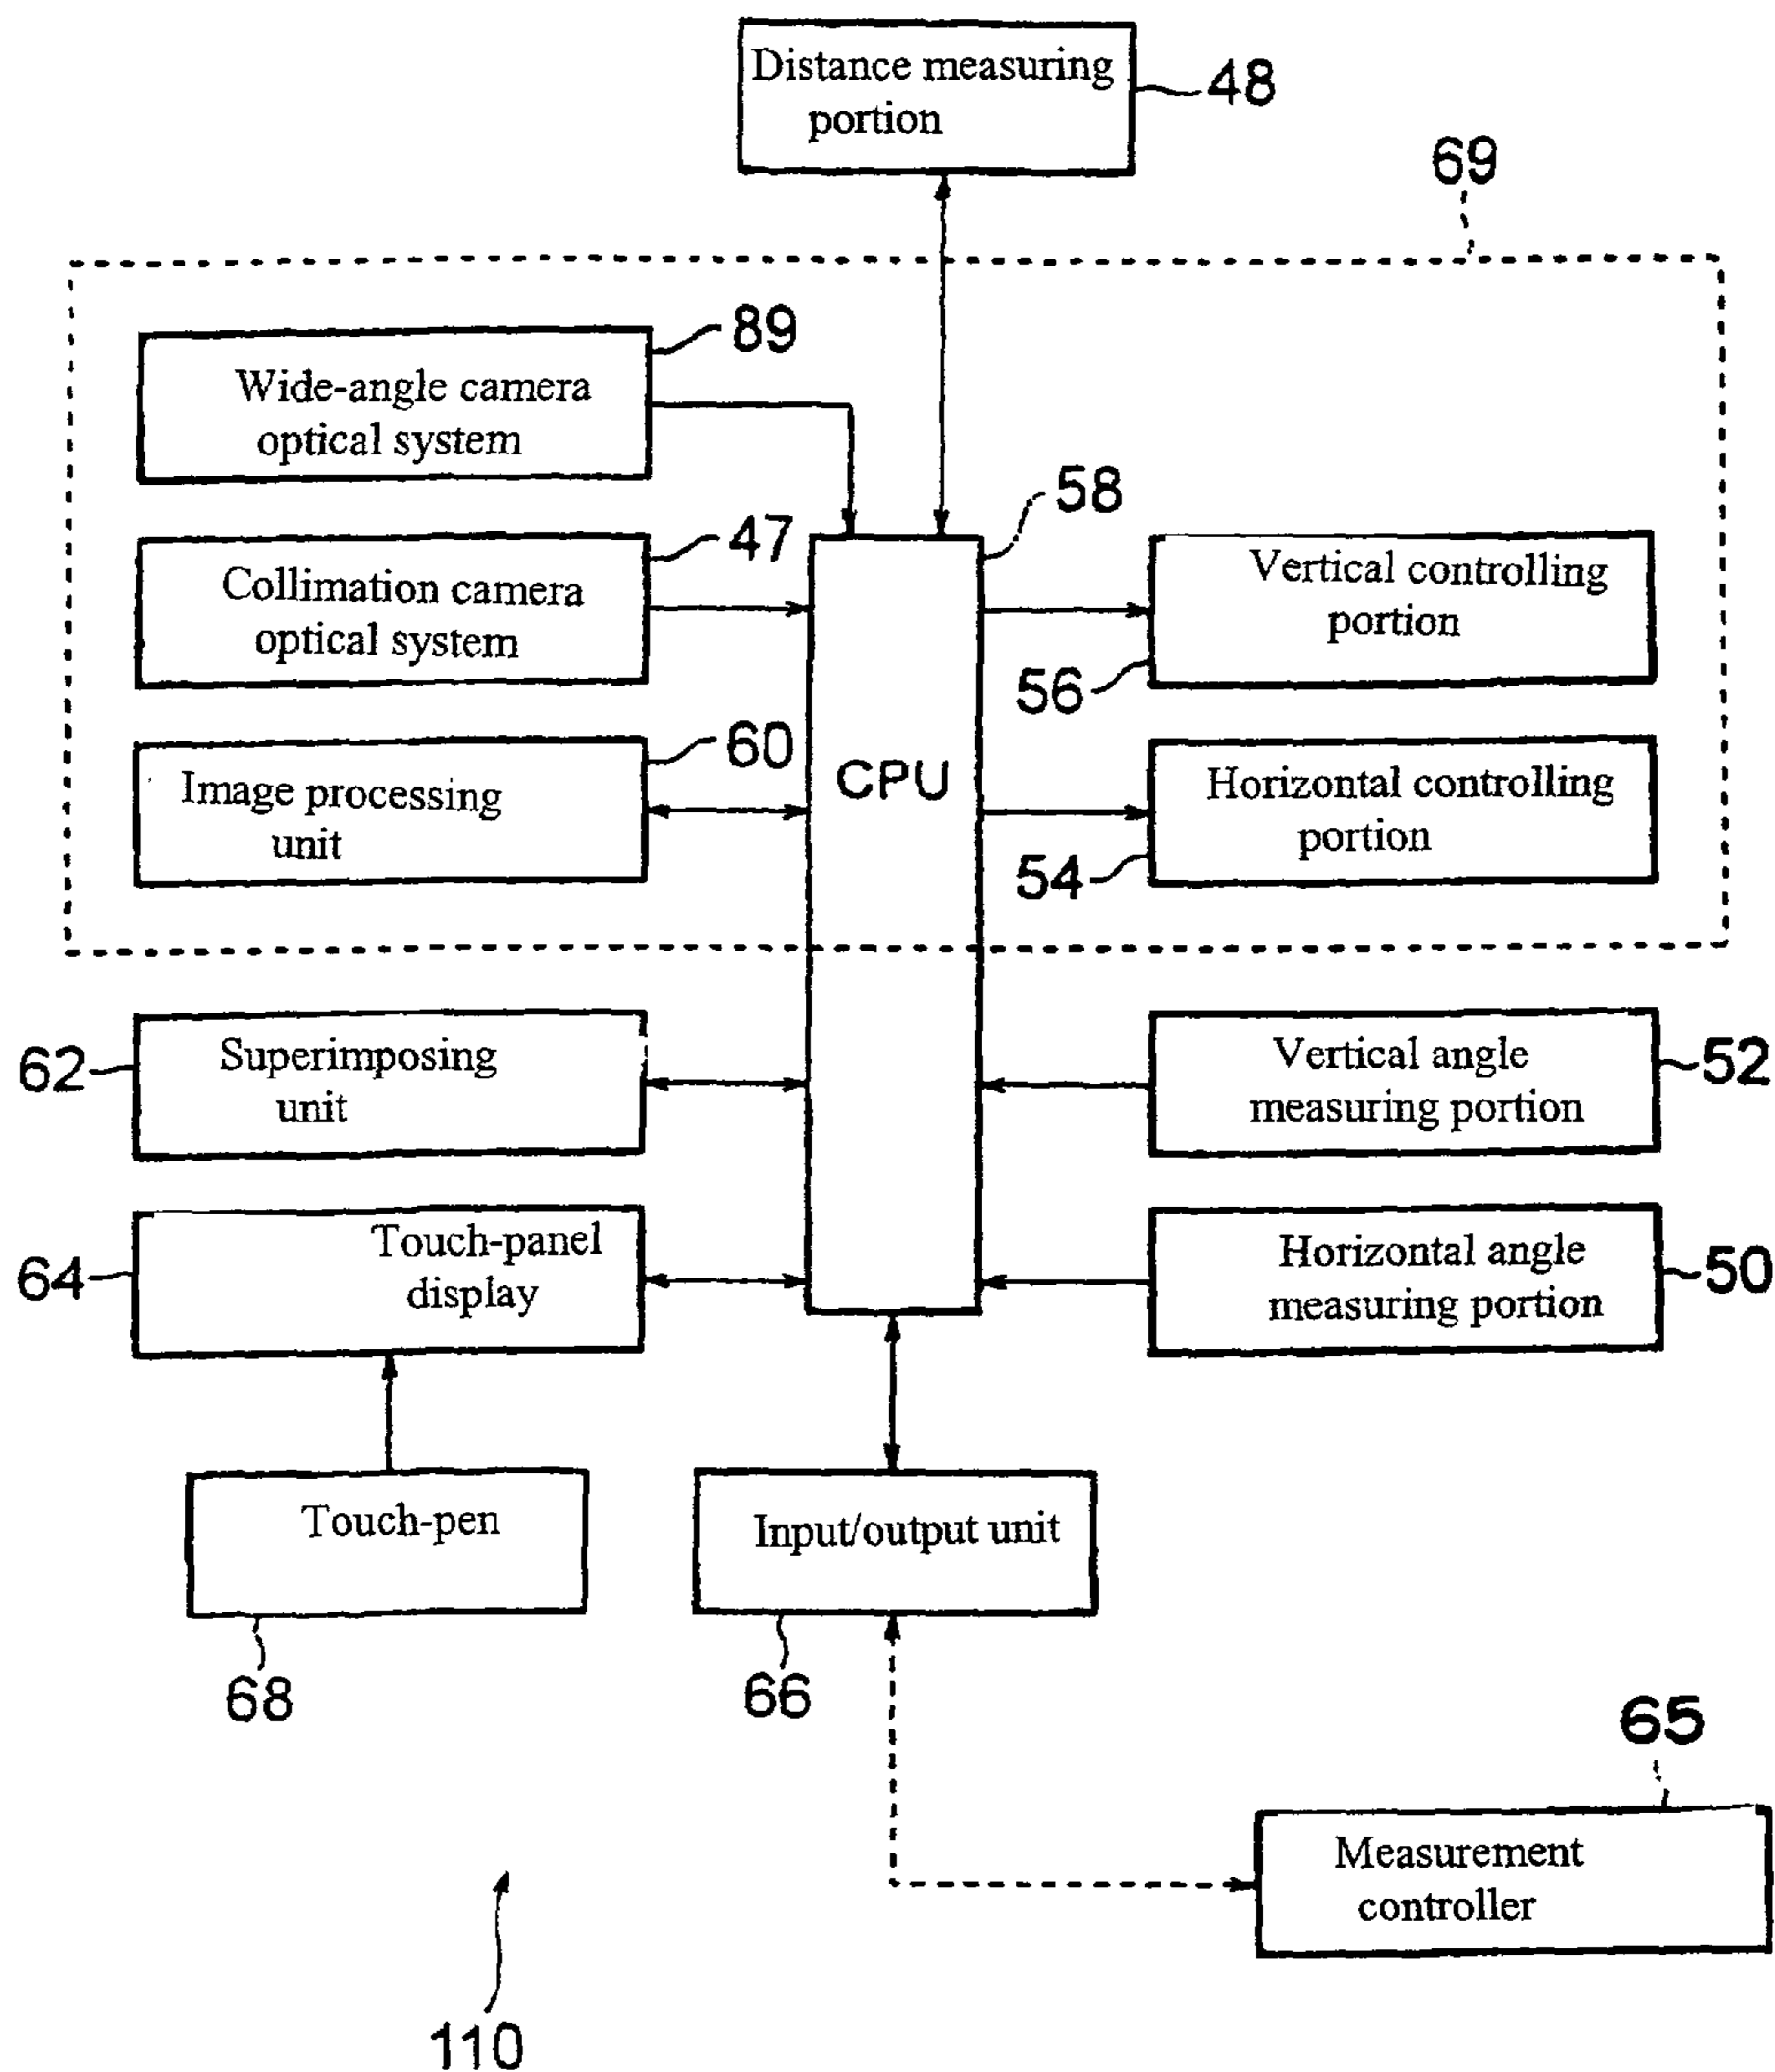 Distance measuring
portion
48
69
89
Wide-angle camera
optical system
58
47
Collimation camera
optical system
Vertical controlling
portion
56
60
Image processing
unit
CPU
Horizontal controlling
portion
54
62
Superimposing
unit
Vertical angle
measuring portion
52
64
Touch-panel
display
Horizontal angle
measuring portion
50
Touch-pen
68
Input/output unit
66
65
Measurement
controller
110